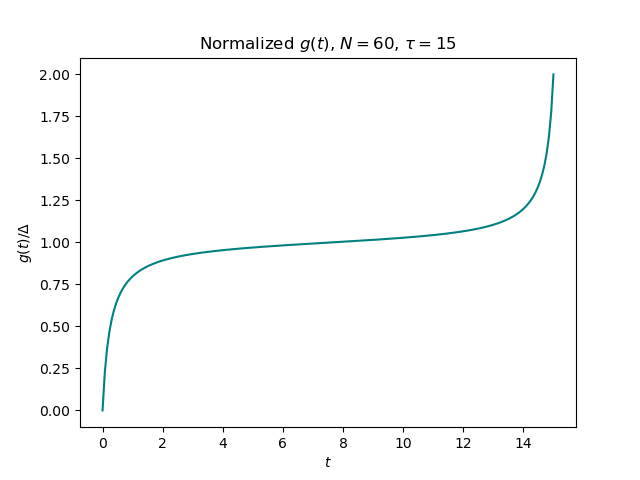 Normalized g(t), N = 60, τ = 15
g(t)/Δ
2.00
1.75
1.50
1.25
1.00
0.75
0.50
0.25
0.00
0 2 4 6 8 10 12 14
t